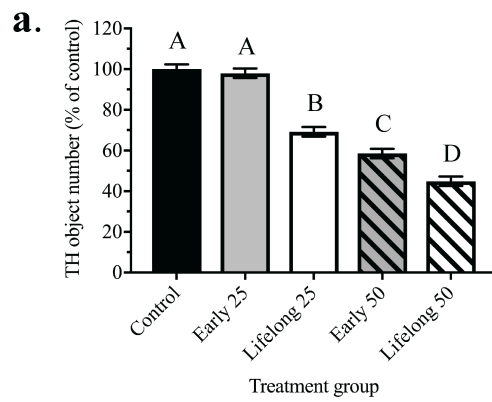 a.
TH object number (% of control)
120
100
80
60
40
20
0
A
A
B
C
D
Control
Early 25
Lifelong 25
Early 50
Lifelong 50
Treatment group